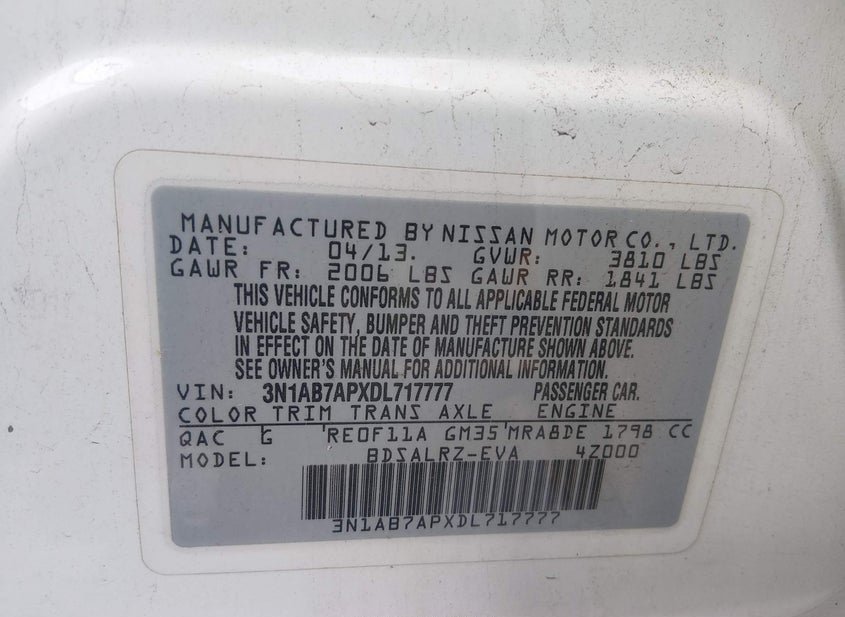 MANUFACTURED BY NISSAN MOTOR CO., LTD.
DATE: 04/13. GVWR: 3810 LBS
GAWR FR: 2006 LBS GAWR RR: 1841 LBS
THIS VEHICLE CONFORMS TO ALL APPLICABLE FEDERAL MOTOR
VEHICLE SAFETY, BUMPER AND THEFT PREVENTION STANDARDS
IN EFFECT ON THE DATE OF MANUFACTURE SHOWN ABOVE.
SEE OWNER'S MANUAL FOR ADDITIONAL INFORMATION.
VIN: 3N1AB7APXDL717777 PASSENGER CAR.
COLOR TRIM TRANS AXLE ENGINE
QAC G RE0F11A GM35 MRA8DE 1798 CC
MODEL: BDSALRZ-EVA 4Z000
3N1AB7APXDL717777